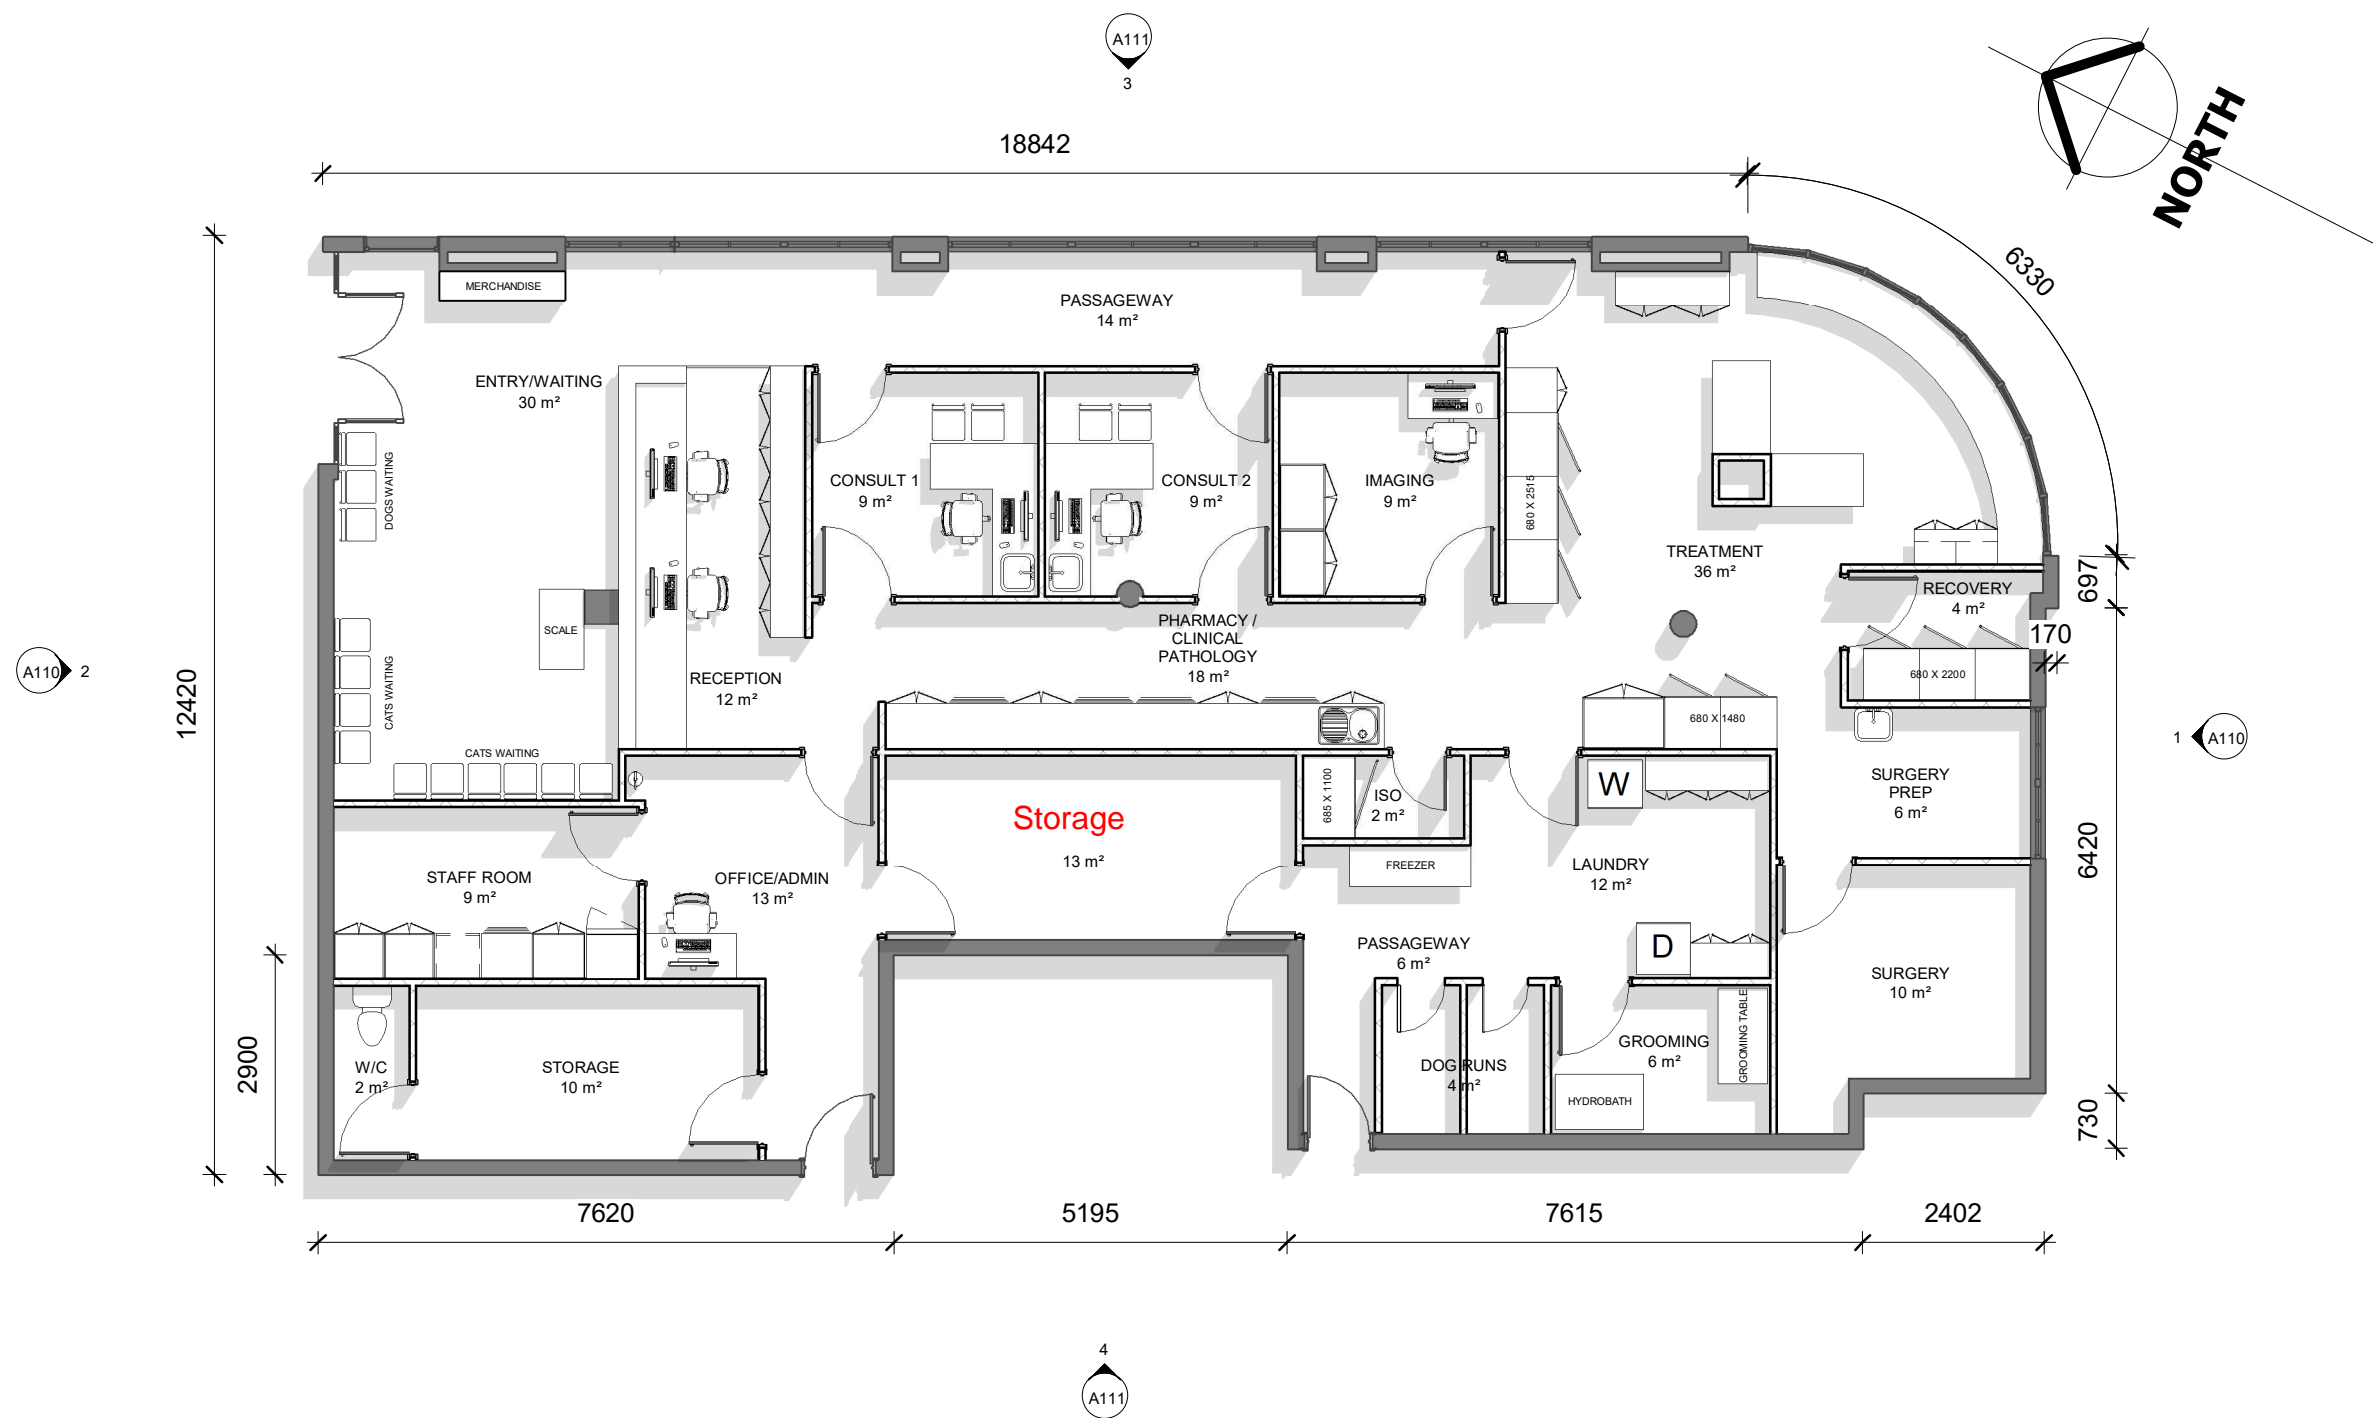 A111
3
NORTH
18842
6330
MERCHANDISE
PASSAGEWAY
14 m²
ENTRY/WAITING
30 m²
DOGS WAITING
CONSULT 1
9 m²
CONSULT 2
9 m²
IMAGING
9 m²
680 X 2515
TREATMENT
36 m²
697
RECOVERY
4 m²
170
680 X 2200
SCALE
PHARMACY /
CLINICAL
PATHOLOGY
18 m²
A110
2
12420
CATS WAITING
RECEPTION
12 m²
680 X 1480
1
A110
CATS WAITING
W
SURGERY
PREP
6 m²
685 X 1100
ISO
2 m²
Storage
13 m²
FREEZER
LAUNDRY
12 m²
6420
STAFF ROOM
9 m²
OFFICE/ADMIN
13 m²
PASSAGEWAY
6 m²
D
SURGERY
10 m²
2900
W/C
2 m²
STORAGE
10 m²
DOG RUNS
4 m²
GROOMING
6 m²
GROOMING TABLE
HYDROBATH
730
7620
5195
7615
2402
4
A111